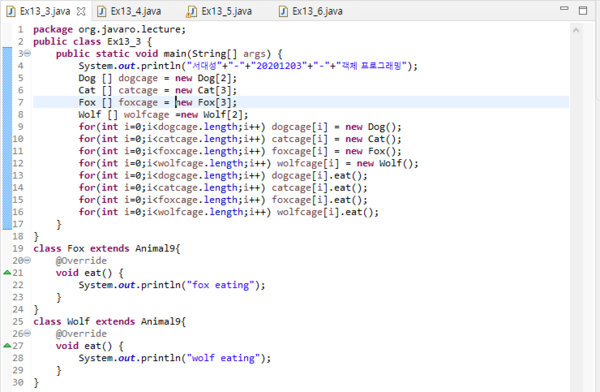 Ex13_3.java Ex13_4.java Ex13_5.java Ex13_6.java
1 package org.javaro.lecture;
2 public class Ex13_3 {
3 public static void main(String[] args) {
4 System.out.println("서대성"+"-"+"20201203"+"-"+"객체 프로그래밍");
5 Dog [] dogcage = new Dog[2];
6 Cat [] catcage = new Cat[3];
7 Fox [] foxcage = new Fox[3];
8 Wolf [] wolfcage =new Wolf[2];
9 for(int i=0;i<dogcage.length;i++) dogcage[i] = new Dog();
10 for(int i=0;i<catcage.length;i++) catcage[i] = new Cat();
11 for(int i=0;i<foxcage.length;i++) foxcage[i] = new Fox();
12 for(int i=0;i<wolfcage.length;i++) wolfcage[i] = new Wolf();
13 for(int i=0;i<dogcage.length;i++) dogcage[i].eat();
14 for(int i=0;i<catcage.length;i++) catcage[i].eat();
15 for(int i=0;i<foxcage.length;i++) foxcage[i].eat();
16 for(int i=0;i<wolfcage.length;i++) wolfcage[i].eat();
17 }
18 }
19 class Fox extends Animal9{
20 @Override
21 void eat() {
22 System.out.println("fox eating");
23 }
24 }
25 class Wolf extends Animal9{
26 @Override
27 void eat() {
28 System.out.println("wolf eating");
29 }
30 }